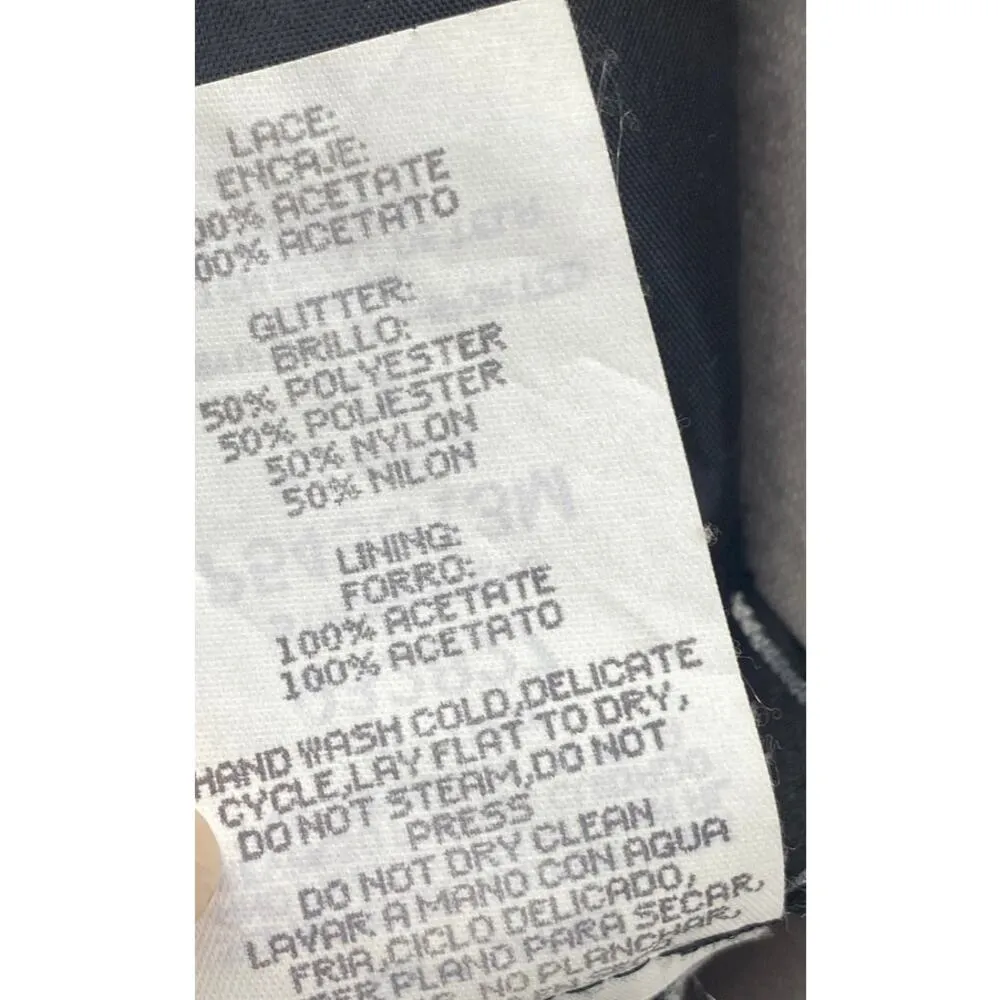 LACE:
ENCAJE:
00% ACETATE
00% ACETATO
GLITTER:
BRILLO:
50% POLYESTER
50% POLIESTER
50% NYLON
50% NILON
LINING:
FORRO:
100% ACETATE
100% ACETATO
HAND WASH COLD,DELICATE
CYCLE,LAY FLAT TO DRY,
DO NOT STEAM,DO NOT
PRESS
DO NOT DRY CLEAN
LAVAR A MANO CON AGUA
FRIA,CICLO DELICADO,
PLANO PARA SECAR,
NO PLANCHAR,